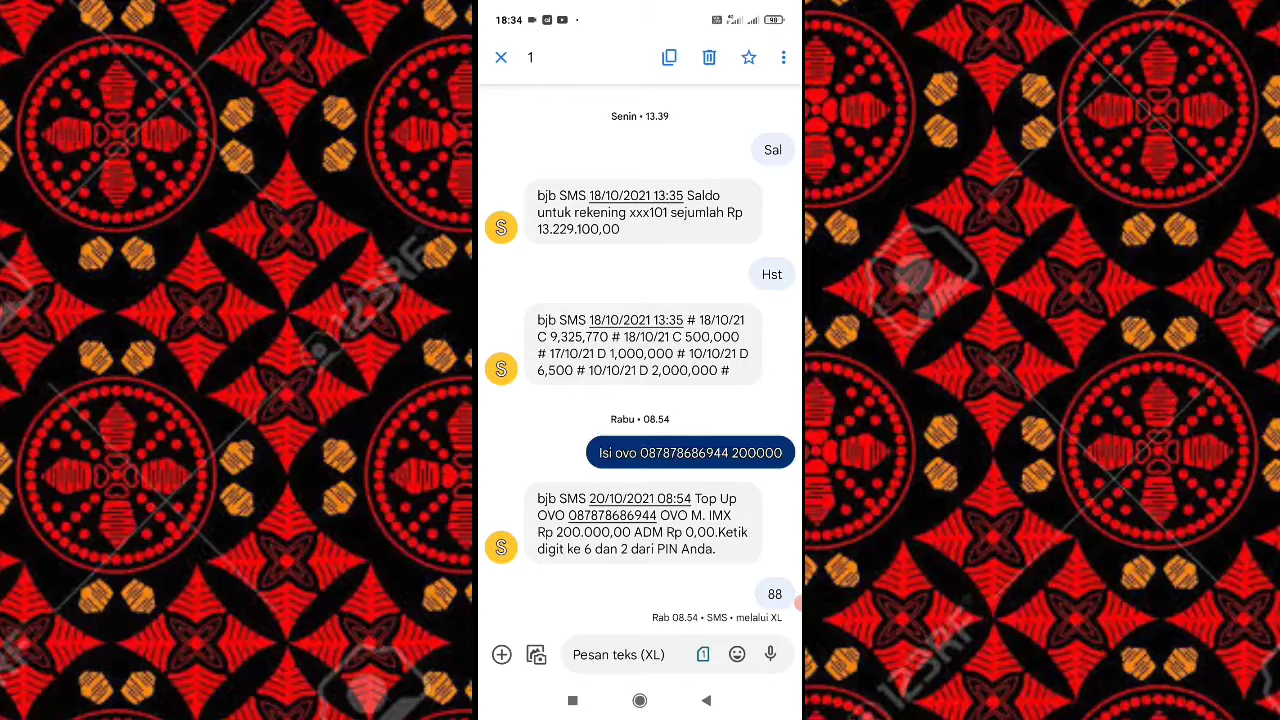 18:34
4G
98
1
Senin • 13.39
Sal
bjb SMS 18/10/2021 13:35 Saldo
untuk rekening xxx101 sejumlah Rp
13.229.100,00
S
Hst
bjb SMS 18/10/2021 13:35 # 18/10/21
C 9,325,770 # 18/10/21 C 500,000
# 17/10/21 D 1,000,000 # 10/10/21 D
6,500 # 10/10/21 D 2,000,000 #
S
Rabu • 08.54
Isi ovo 087878686944 200000
bjb SMS 20/10/2021 08:54 Top Up
OVO 087878686944 OVO M. IMX
Rp 200.000,00 ADM Rp 0,00.Ketik
digit ke 6 dan 2 dari PIN Anda.
S
88
Rab 08.54 • SMS • melalui XL
Pesan teks (XL)
1
123RF
123RF